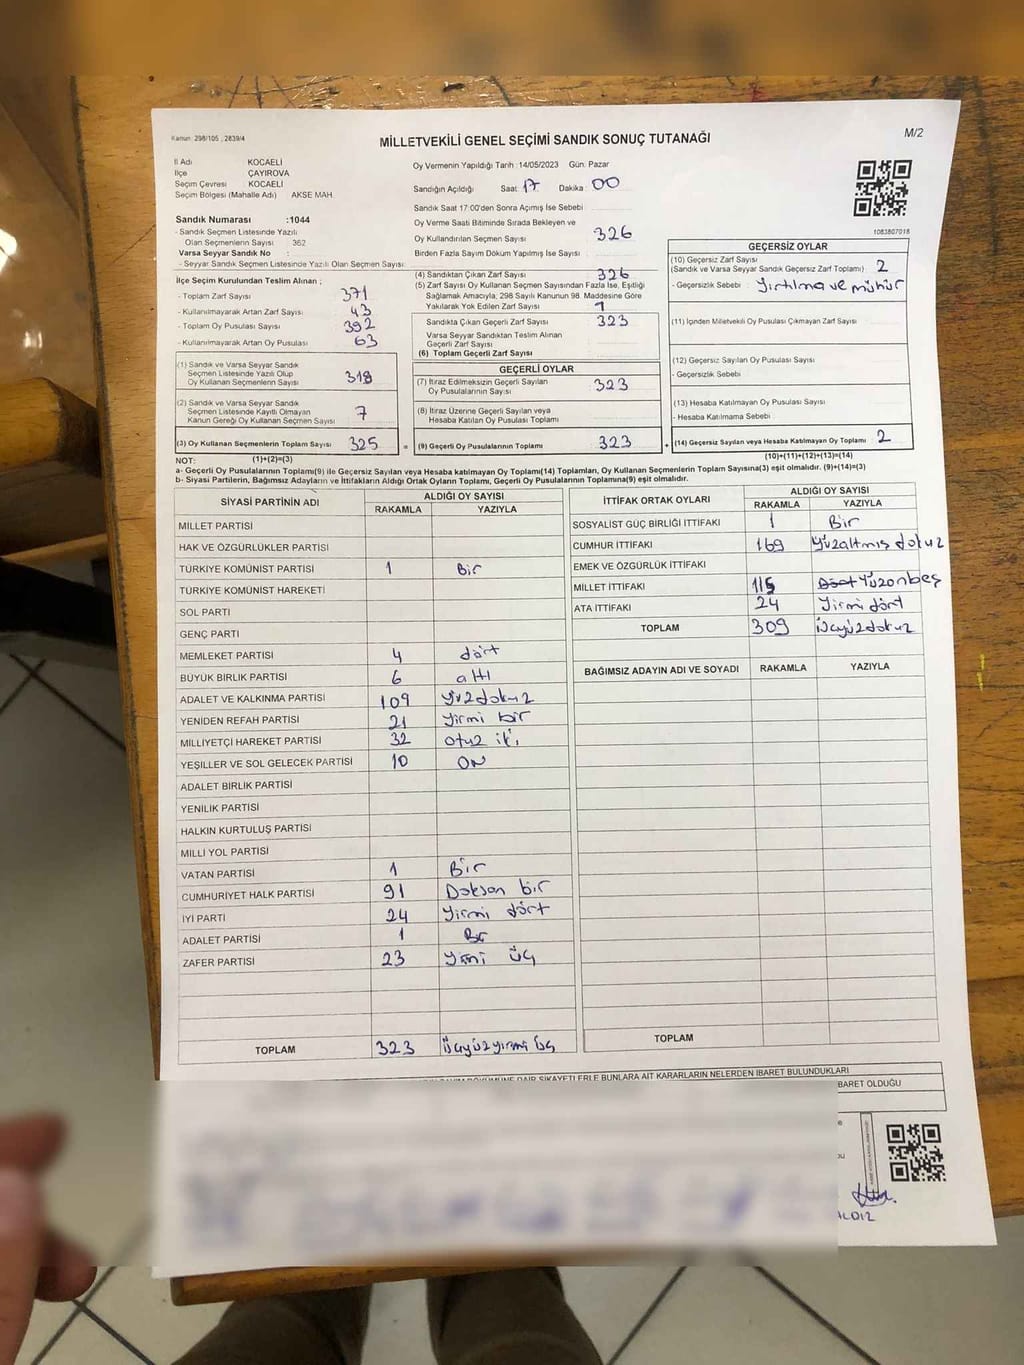 Kanun: 298/105, 2839/4
MİLLETVEKİLİ GENEL SEÇİMİ SANDIK SONUÇ TUTANAĞI
M/2
İl Adı KOCAELİ
İlçe ÇAYIROVA
Seçim Çevresi KOCAELİ
Seçim Bölgesi (Mahalle Adı) AKSE MAH.
Sandık Numarası :1044
- Sandık Seçmen Listesinde Yazılı
Olan Seçmenlerin Sayısı 362
Varsa Seyyar Sandık No :
- Seyyar Sandık Seçmen Listesinde Yazılı Olan Seçmen Sayısı:
Oy Vermenin Yapıldığı Tarih :14/05/2023 Gün: Pazar
Sandığın Açıldığı Saat 17 Dakika 00
Sandık Saat 17:00'den Sonra Açımış İse Sebebi
Oy Verme Saati Bitiminde Sırada Bekleyen ve
Oy Kullandırılan Seçmen Sayısı 326
Birden Fazla Sayım Döküm Yapılmış İse Sayısı
1083807018
İlçe Seçim Kurulundan Teslim Alınan ;
- Toplam Zarf Sayısı 371
- Kullanılmayarak Artan Zarf Sayısı 43
- Toplam Oy Pusulası Sayısı 392
- Kullanılmayarak Artan Oy Pusulası 63
(1) Sandık ve Varsa Seyyar Sandık
Seçmen Listesinde Yazılı Olup
Oy Kullanan Seçmenlerin Sayısı 318
(2) Sandık ve Varsa Seyyar Sandık
Seçmen Listesinde Kayıtlı Olmayan
Kanun Gereği Oy Kullanan Seçmen Sayısı 7
(3) Oy Kullanan Seçmenlerin Toplam Sayısı 325
(1)+(2)=(3)
(4) Sandıktan Çıkan Zarf Sayısı 326
(5) Zarf Sayısı Oy Kullanan Seçmen Sayısından Fazla İse, Eşitliği
Sağlamak Amacıyla, 298 Sayılı Kanunun 98. Maddesine Göre
Yakılarak Yok Edilen Zarf Sayısı 1
Sandıkta Çıkan Geçerli Zarf Sayısı 323
Varsa Seyyar Sandıktan Teslim Alınan
Geçerli Zarf Sayısı
(6) Toplam Geçerli Zarf Sayısı
GEÇERLİ OYLAR
(7) İtiraz Edilmeksizin Geçerli Sayılan
Oy Pusulalarının Sayısı 323
(8) İtiraz Üzerine Geçerli Sayılan veya
Hesaba Katılan Oy Pusulası Toplamı
= (9) Geçerli Oy Pusulalarının Toplamı 323
GEÇERSİZ OYLAR
(10) Geçersiz Zarf Sayısı
(Sandık ve Varsa Seyyar Sandık Geçersiz Zarf Toplamı) 2
- Geçersizlik Sebebi : Yırtılma ve mühür
(11) İçinden Milletvekili Oy Pusulası Çıkmayan Zarf Sayısı
(12) Geçersiz Sayılan Oy Pusulası Sayısı
- Geçersizlik Sebebi
(13) Hesaba Katılmayan Oy Pusulası Sayısı
- Hesaba Katılmama Sebebi
+ (14) Geçersiz Sayılan veya Hesaba Katılmayan Oy Toplamı 2
(10)+(11)+(12)+(13)=(14)
NOT:
a- Geçerli Oy Pusulalarının Toplamı(9) ile Geçersiz Sayılan veya Hesaba katılmayan Oy Toplamı(14) Toplamları, Oy Kullanan Seçmenlerin Toplam Sayısına(3) eşit olmalıdır. (9)+(14)=(3)
b- Siyasi Partilerin, Bağımsız Adayların ve İttifakların Aldığı Ortak Oyların Toplamı, Geçerli Oy Pusulalarının Toplamına(9) eşit olmalıdır.
SİYASİ PARTİNİN ADI ALDIĞI OY SAYISI
RAKAMLA YAZIYLA
MİLLET PARTİSİ
HAK VE ÖZGÜRLÜKLER PARTİSİ
TÜRKİYE KOMÜNİST PARTİSİ 1 Bir
TÜRKİYE KOMÜNİST HAREKETİ
SOL PARTİ
GENÇ PARTİ
MEMLEKET PARTİSİ 4 dört
BÜYÜK BİRLİK PARTİSİ 6 altı
ADALET VE KALKINMA PARTİSİ 109 Yüzdokuz
YENİDEN REFAH PARTİSİ 21 Yirmi bir
MİLLİYETÇİ HAREKET PARTİSİ 32 otuz iki
YEŞİLLER VE SOL GELECEK PARTİSİ 10 ON
ADALET BİRLİK PARTİSİ
YENİLİK PARTİSİ
HALKIN KURTULUŞ PARTİSİ
MİLLİ YOL PARTİSİ
VATAN PARTİSİ 1 Bir
CUMHURİYET HALK PARTİSİ 91 Doksan bir
İYİ PARTİ 24 Yirmi dört
ADALET PARTİSİ 1 Bir
ZAFER PARTİSİ 23 Yirmi üç
TOPLAM 323 Üçyüzyirmi üç
İTTİFAK ORTAK OYLARI ALDIĞI OY SAYISI
RAKAMLA YAZIYLA
SOSYALİST GÜÇ BİRLİĞİ İTTİFAKI 1 Bir
CUMHUR İTTİFAKI 169 Yüzaltmış dokuz
EMEK VE ÖZGÜRLÜK İTTİFAKI
MİLLET İTTİFAKI 115 Yüzonbeş
ATA İTTİFAKI 24 Yirmi dört
TOPLAM 309 Üçyüzdokuz
BAĞIMSIZ ADAYIN ADI VE SOYADI RAKAMLA YAZIYLA
TOPLAM
DAİR ŞİKAYETLERLE BUNLARA AİT KARARLARIN NELERDEN İBARET BULUNDUKLARI
BARET OLDUĞU